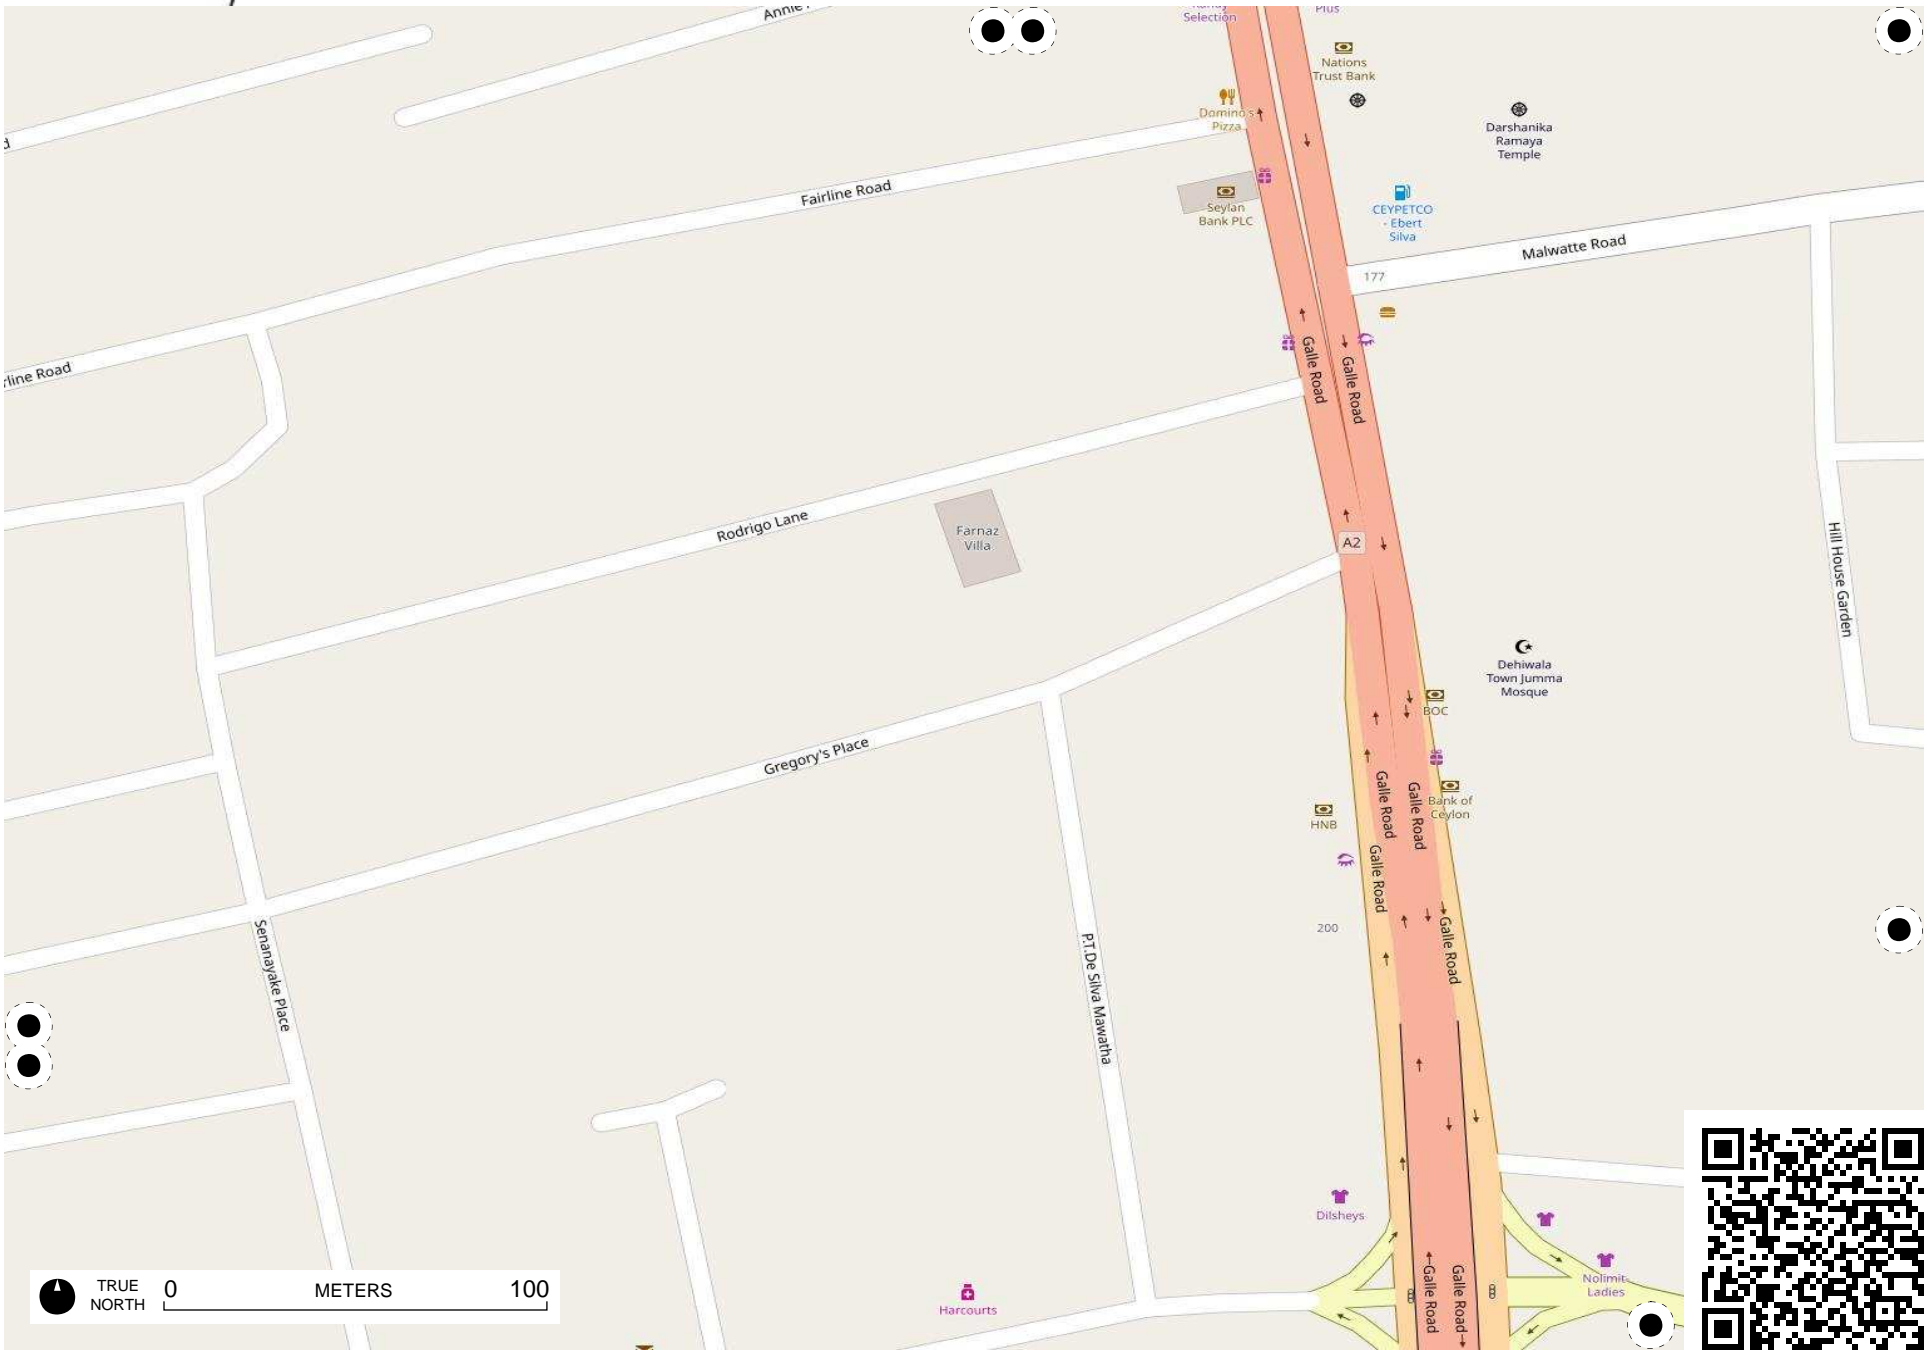 Selection
Plus
Nations
Trust Bank
Domino's
Pizza
Darshanika
Ramaya
Temple
Fairline Road
Seylan
Bank PLC
CEYPETCO
- Ebert
Silva
Malwatte Road
177
Galle Road
Galle Road
rline Road
Rodrigo Lane
Farnaz
Villa
A2
Hill House Garden
Dehiwala
Town Jumma
Mosque
BOC
Gregory's Place
Galle Road
Galle Road
Bank of
Ceylon
HNB
Galle Road
200
Galle Road
Senanayake Place
P.T.De Silva Mawatha
Dilsheys
Nolimit-
Ladies
Galle Road
Galle Road
Harcourts
TRUE
NORTH
0
METERS
100